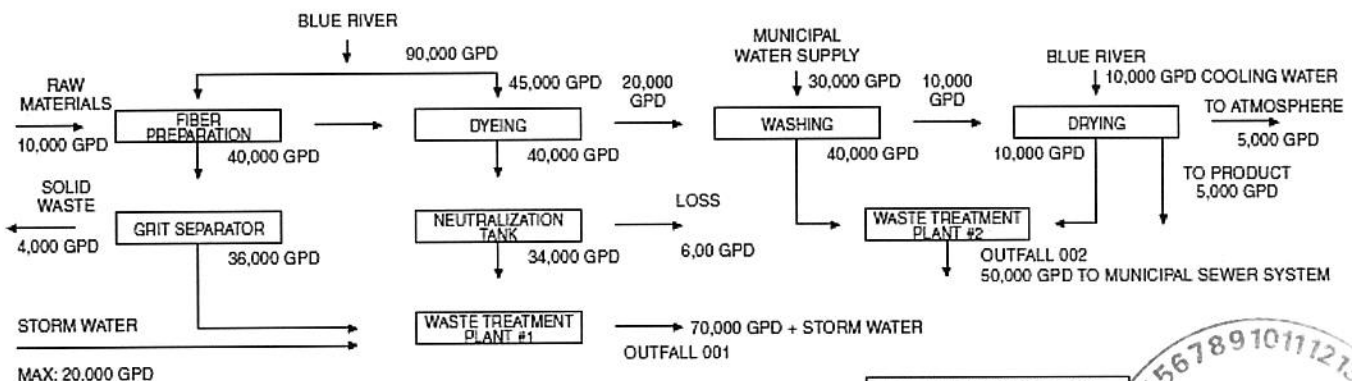 BLUE RIVER
90,000 GPD
RAW
MATERIALS
10,000 GPD
FIBER
PREPARATION
40,000 GPD
45,000 GPD
DYEING
40,000 GPD
20,000
GPD
MUNICIPAL
WATER SUPPLY
30,000 GPD
WASHING
40,000 GPD
10,000
GPD
BLUE RIVER
10,000 GPD COOLING WATER
DRYING
10,000 GPD
TO ATMOSPHERE
5,000 GPD
TO PRODUCT
5,000 GPD
SOLID
WASTE
4,000 GPD
GRIT SEPARATOR
36,000 GPD
NEUTRALIZATION
TANK
34,000 GPD
LOSS
6,00 GPD
WASTE TREATMENT
PLANT #2
OUTFALL 002
50,000 GPD TO MUNICIPAL SEWER SYSTEM
STORM WATER
MAX: 20,000 GPD
WASTE TREATMENT
PLANT #1
70,000 GPD + STORM WATER
OUTFALL 001
567891011121